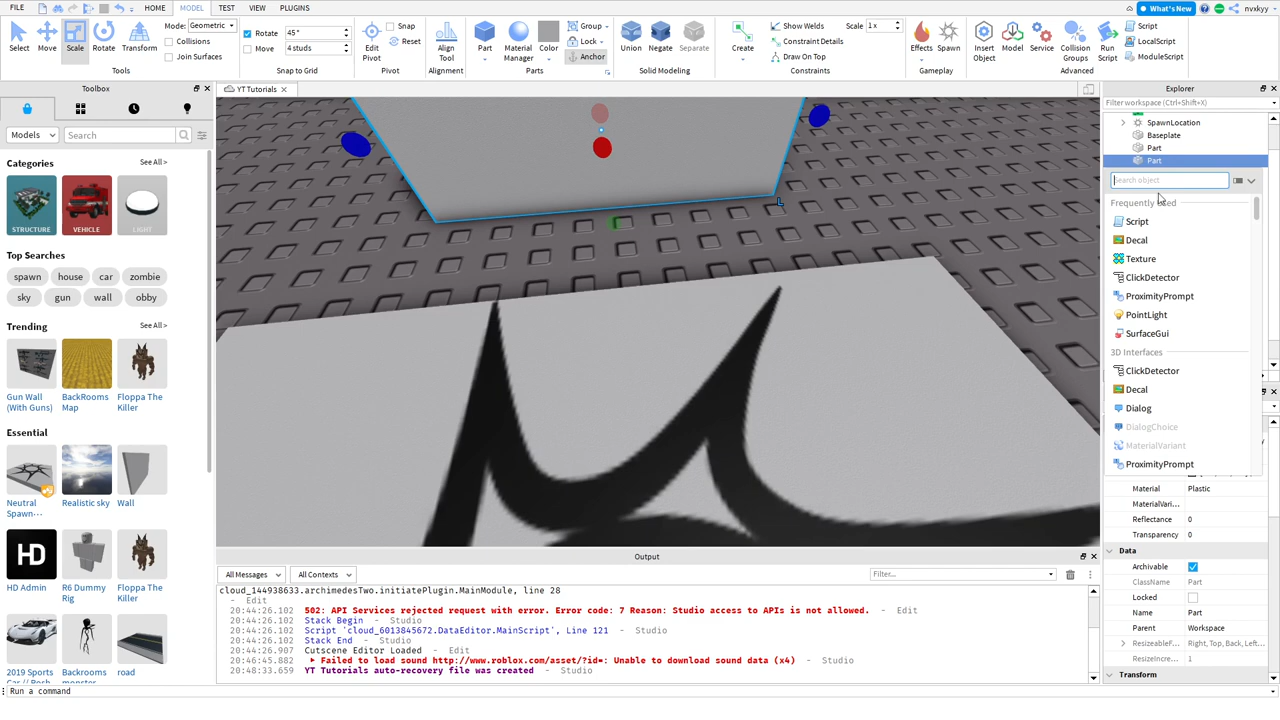 FILE HOME MODEL TEST VIEW PLUGINS What's New nvxkyy
Select Move Scale Rotate Transform
Mode: Geometric
Collisions
Join Surfaces
Tools
Rotate 45°
Move 4 studs
Snap to Grid
Edit
Pivot
Snap
Reset
Pivot
Align
Tool
Alignment
Part Material
Manager
Color
Group
Lock
Anchor
Parts
Union Negate Separate
Solid Modeling
Create
Show Welds
Constraint Details
Draw On Top
Scale 1 x
Constraints
Effects Spawn
Gameplay
Insert
Object
Model Service Collision
Groups
Run
Script
Script
LocalScript
ModuleScript
Advanced
Toolbox
Models Search
Categories See All >
STRUCTURE VEHICLE LIGHT
Top Searches
spawn house car zombie
sky gun wall obby
Trending See All >
Gun Wall
(With Guns)
BackRooms
Map
Floppa The
Killer
Essential
Neutral
Spawn...
Realistic sky
Wall
HD
HD Admin
R6 Dummy
Rig
Floppa The
Killer
2019 Sports
Backrooms
road
YT Tutorials
L
Output
All Messages All Contexts Filter...
cloud_144938633.archimedesTwo.initiatePlugin.MainModule, line 28
- Edit
20:44:26.102 502: API Services rejected request with error. Error code: 7 Reason: Studio access to APIs is not allowed. - Edit
20:44:26.102 Stack Begin - Studio
20:44:26.102 Script 'cloud_6013845672.DataEditor.MainScript', Line 121 - Studio
20:44:26.102 Stack End - Studio
20:44:26.907 Cutscene Editor Loaded - Edit
20:46:45.882 Failed to load sound http://www.roblox.com/asset/?id=: Unable to download sound data (x4) - Studio
20:48:33.659 YT Tutorials auto-recovery file was created - Studio
Run a command
Explorer
Filter workspace (Ctrl+Shift+X)
SpawnLocation
Baseplate
Part
Part
Search object
Frequently Used
Script
Decal
Texture
ClickDetector
ProximityPrompt
PointLight
SurfaceGui
3D Interfaces
ClickDetector
Decal
Dialog
DialogChoice
MaterialVariant
ProximityPrompt
Material Plastic
MaterialVari...
Reflectance 0
Transparency 0
Data
Archivable
ClassName Part
Locked
Name Part
Parent Workspace
ResizeableF... Right, Top, Back, Left...
ResizeIncre... 1
Transform